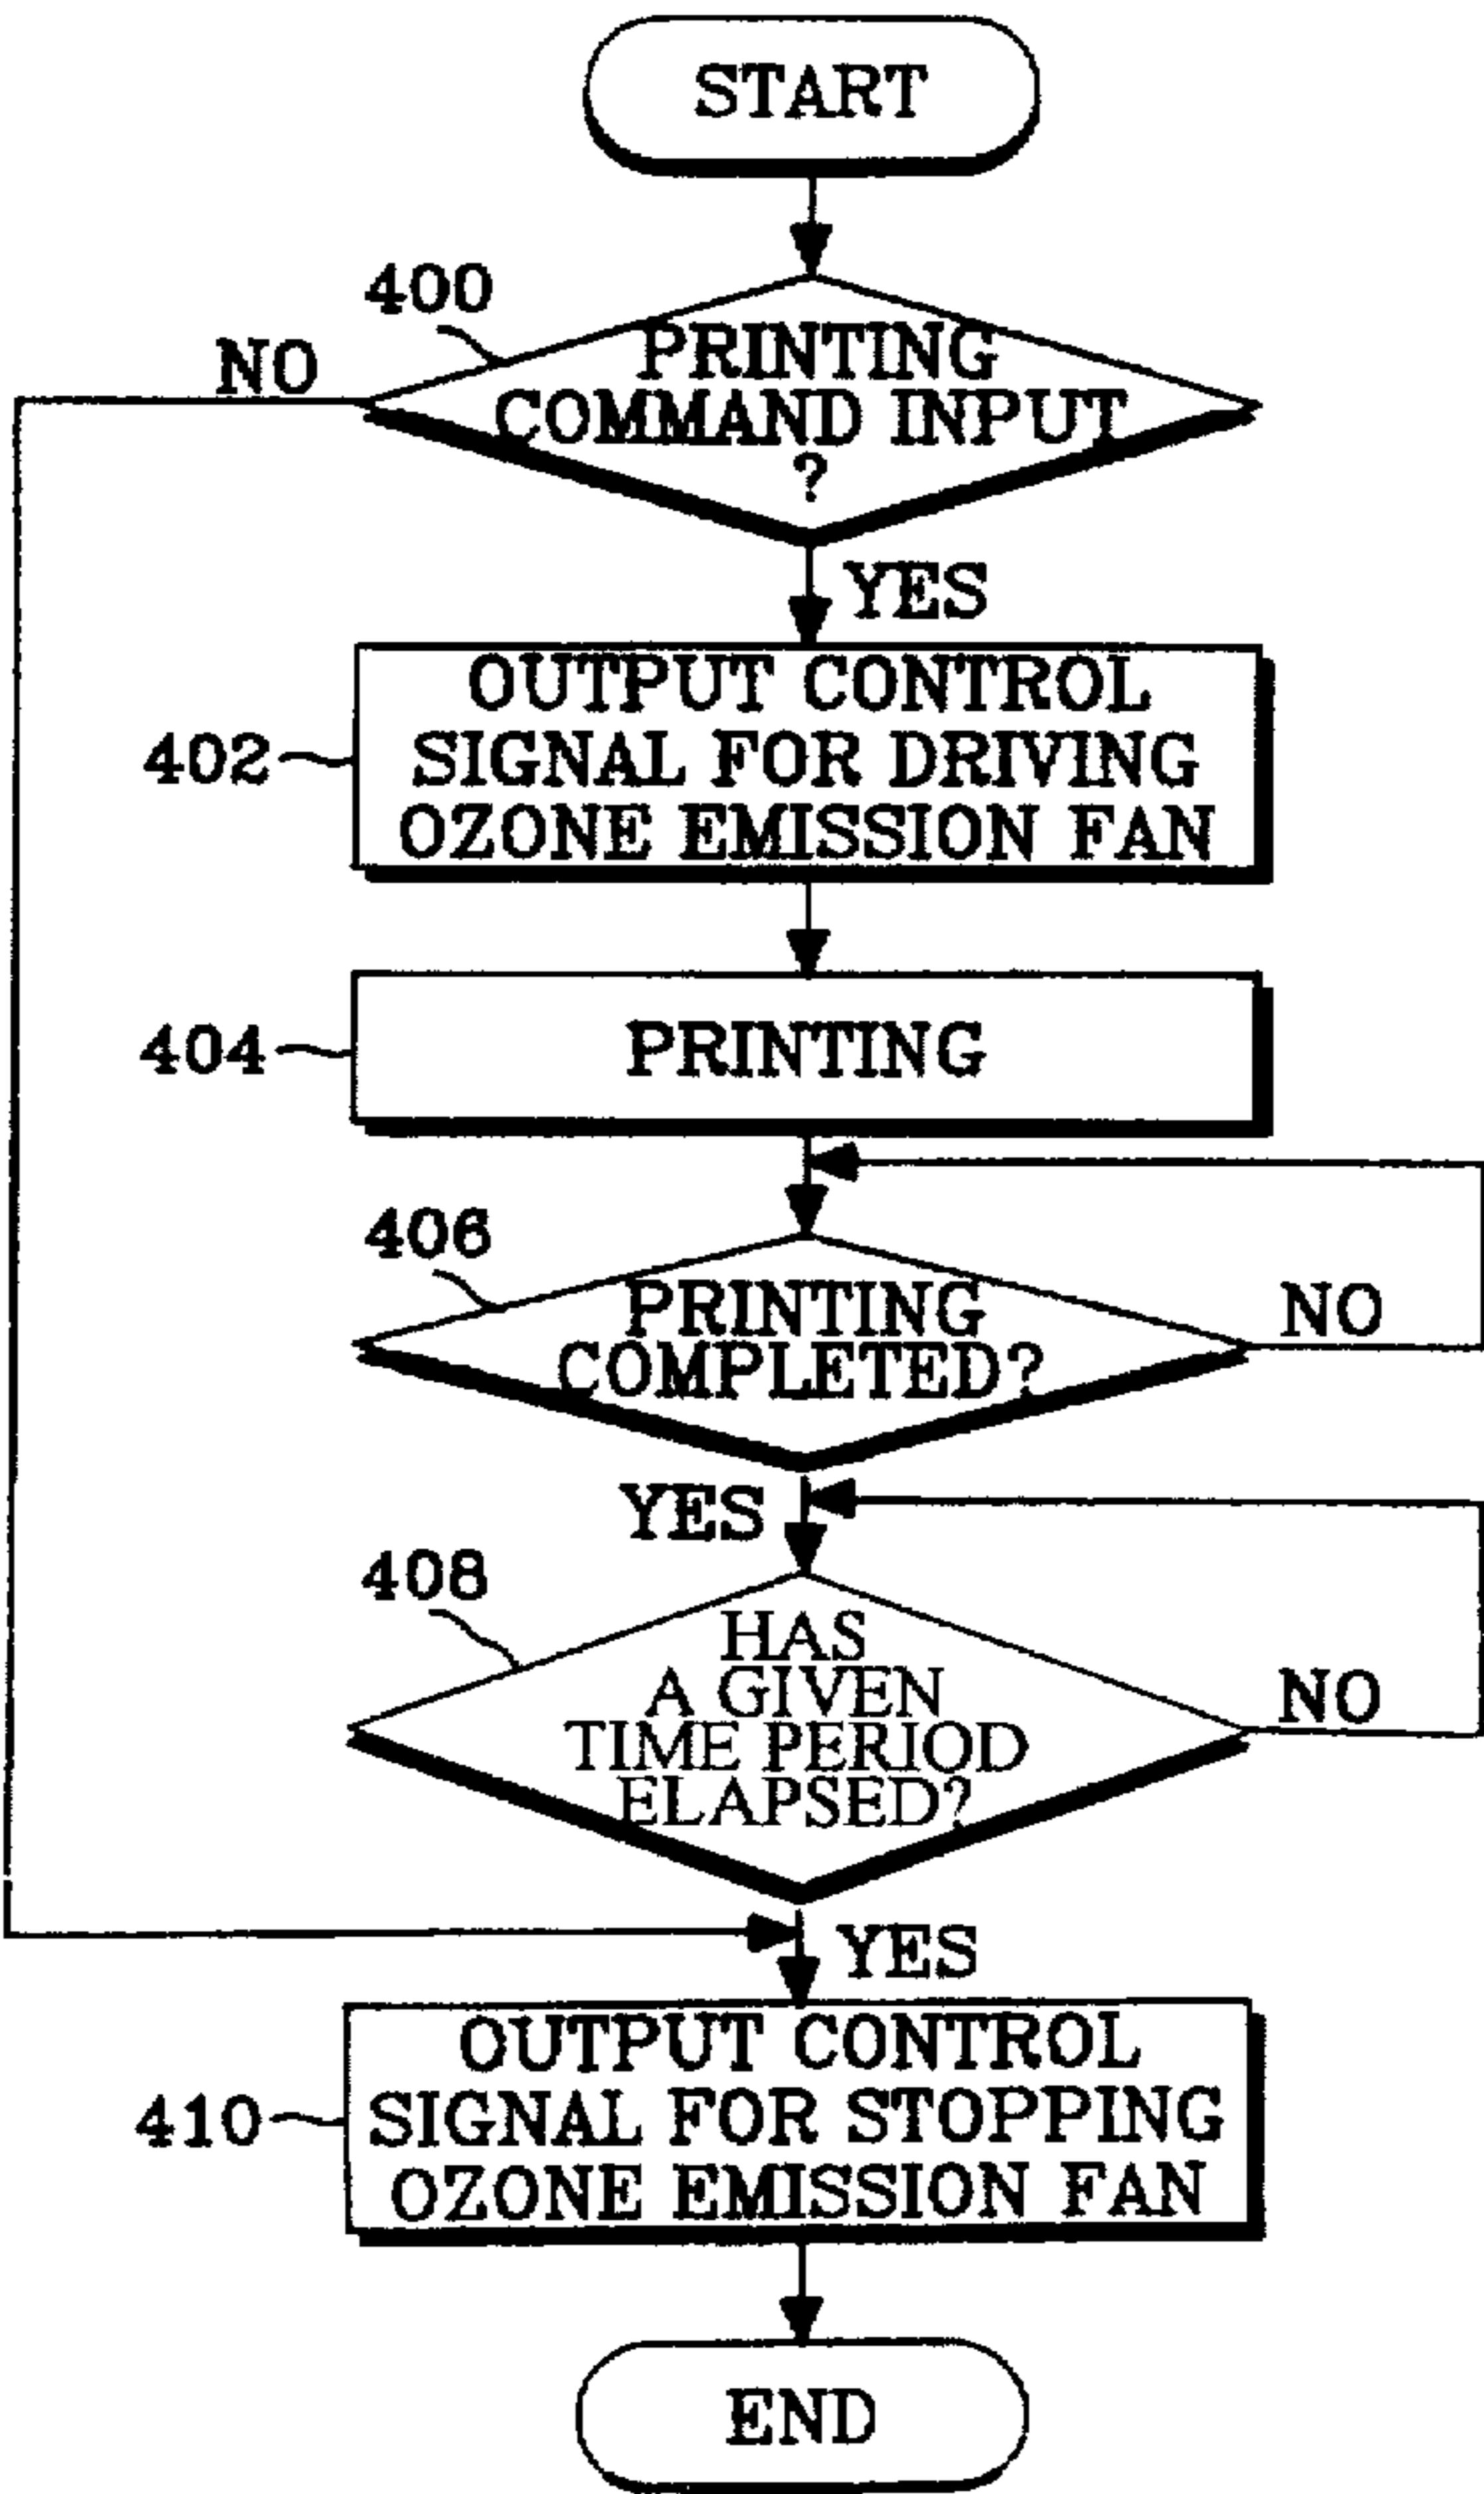 START
400
NO
PRINTING
COMMAND INPUT
?
YES
OUTPUT CONTROL
SIGNAL FOR DRIVING
OZONE EMISSION FAN
402
PRINTING
404
406
PRINTING
COMPLETED?
NO
YES
408
HAS
A GIVEN
TIME PERIOD
ELAPSED?
NO
YES
OUTPUT CONTROL
SIGNAL FOR STOPPING
OZONE EMISSION FAN
410
END